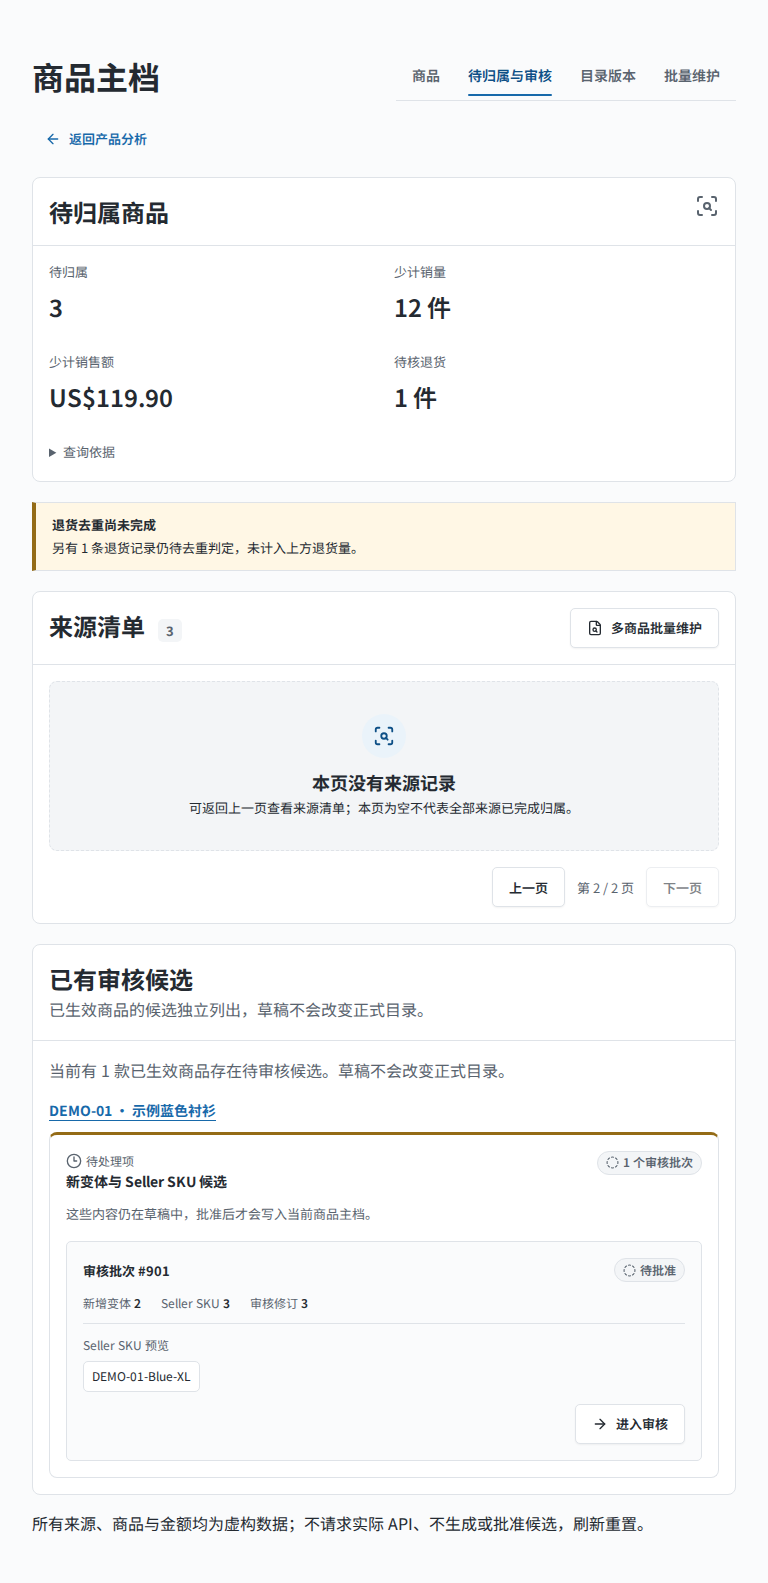 商品主档
商品 待归属与审核 目录版本 批量维护
返回产品分析
待归属商品
待归属 少计销量
3 12 件
少计销售额 待核退货
US$119.90 1 件
查询依据
退货去重尚未完成
另有 1 条退货记录仍待去重判定，未计入上方退货量。
来源清单 3 多商品批量维护
本页没有来源记录
可返回上一页查看来源清单；本页为空不代表全部来源已完成归属。
上一页 第 2 / 2 页 下一页
已有审核候选
已生效商品的候选独立列出，草稿不会改变正式目录。
当前有 1 款已生效商品存在待审核候选。草稿不会改变正式目录。
DEMO-01 • 示例蓝色衬衫
待处理项 1 个审核批次
新变体与 Seller SKU 候选
这些内容仍在草稿中，批准后才会写入当前商品主档。
审核批次 #901 待批准
新增变体 2 Seller SKU 3 审核修订 3
Seller SKU 预览
DEMO-01-Blue-XL
进入审核
所有来源、商品与金额均为虚构数据；不请求实际 API、不生成或批准候选，刷新重置。